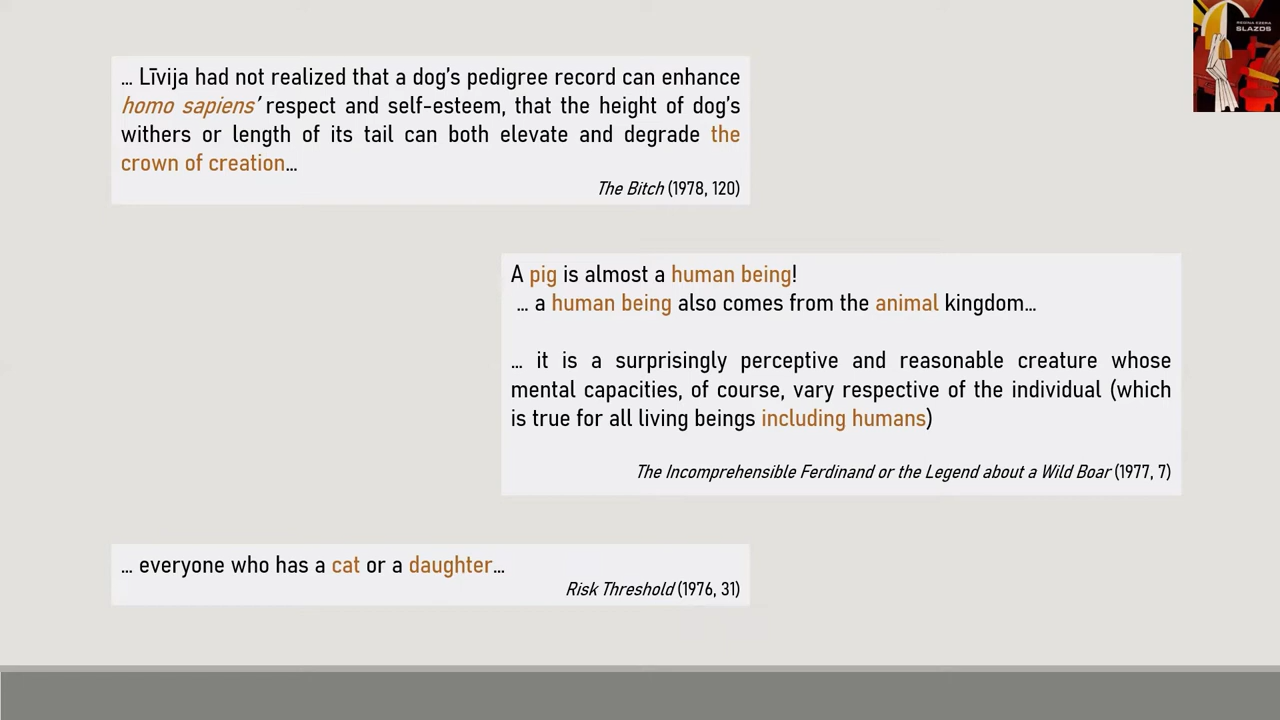 REGĪNA EZERA
SLAZDS
… Līvija had not realized that a dog's pedigree record can enhance
homo sapiens' respect and self-esteem, that the height of dog's
withers or length of its tail can both elevate and degrade the
crown of creation…
The Bitch (1978, 120)
A pig is almost a human being!
… a human being also comes from the animal kingdom…
… it is a surprisingly perceptive and reasonable creature whose
mental capacities, of course, vary respective of the individual (which
is true for all living beings including humans)
The Incomprehensible Ferdinand or the Legend about a Wild Boar (1977, 7)
… everyone who has a cat or a daughter…
Risk Threshold (1976, 31)